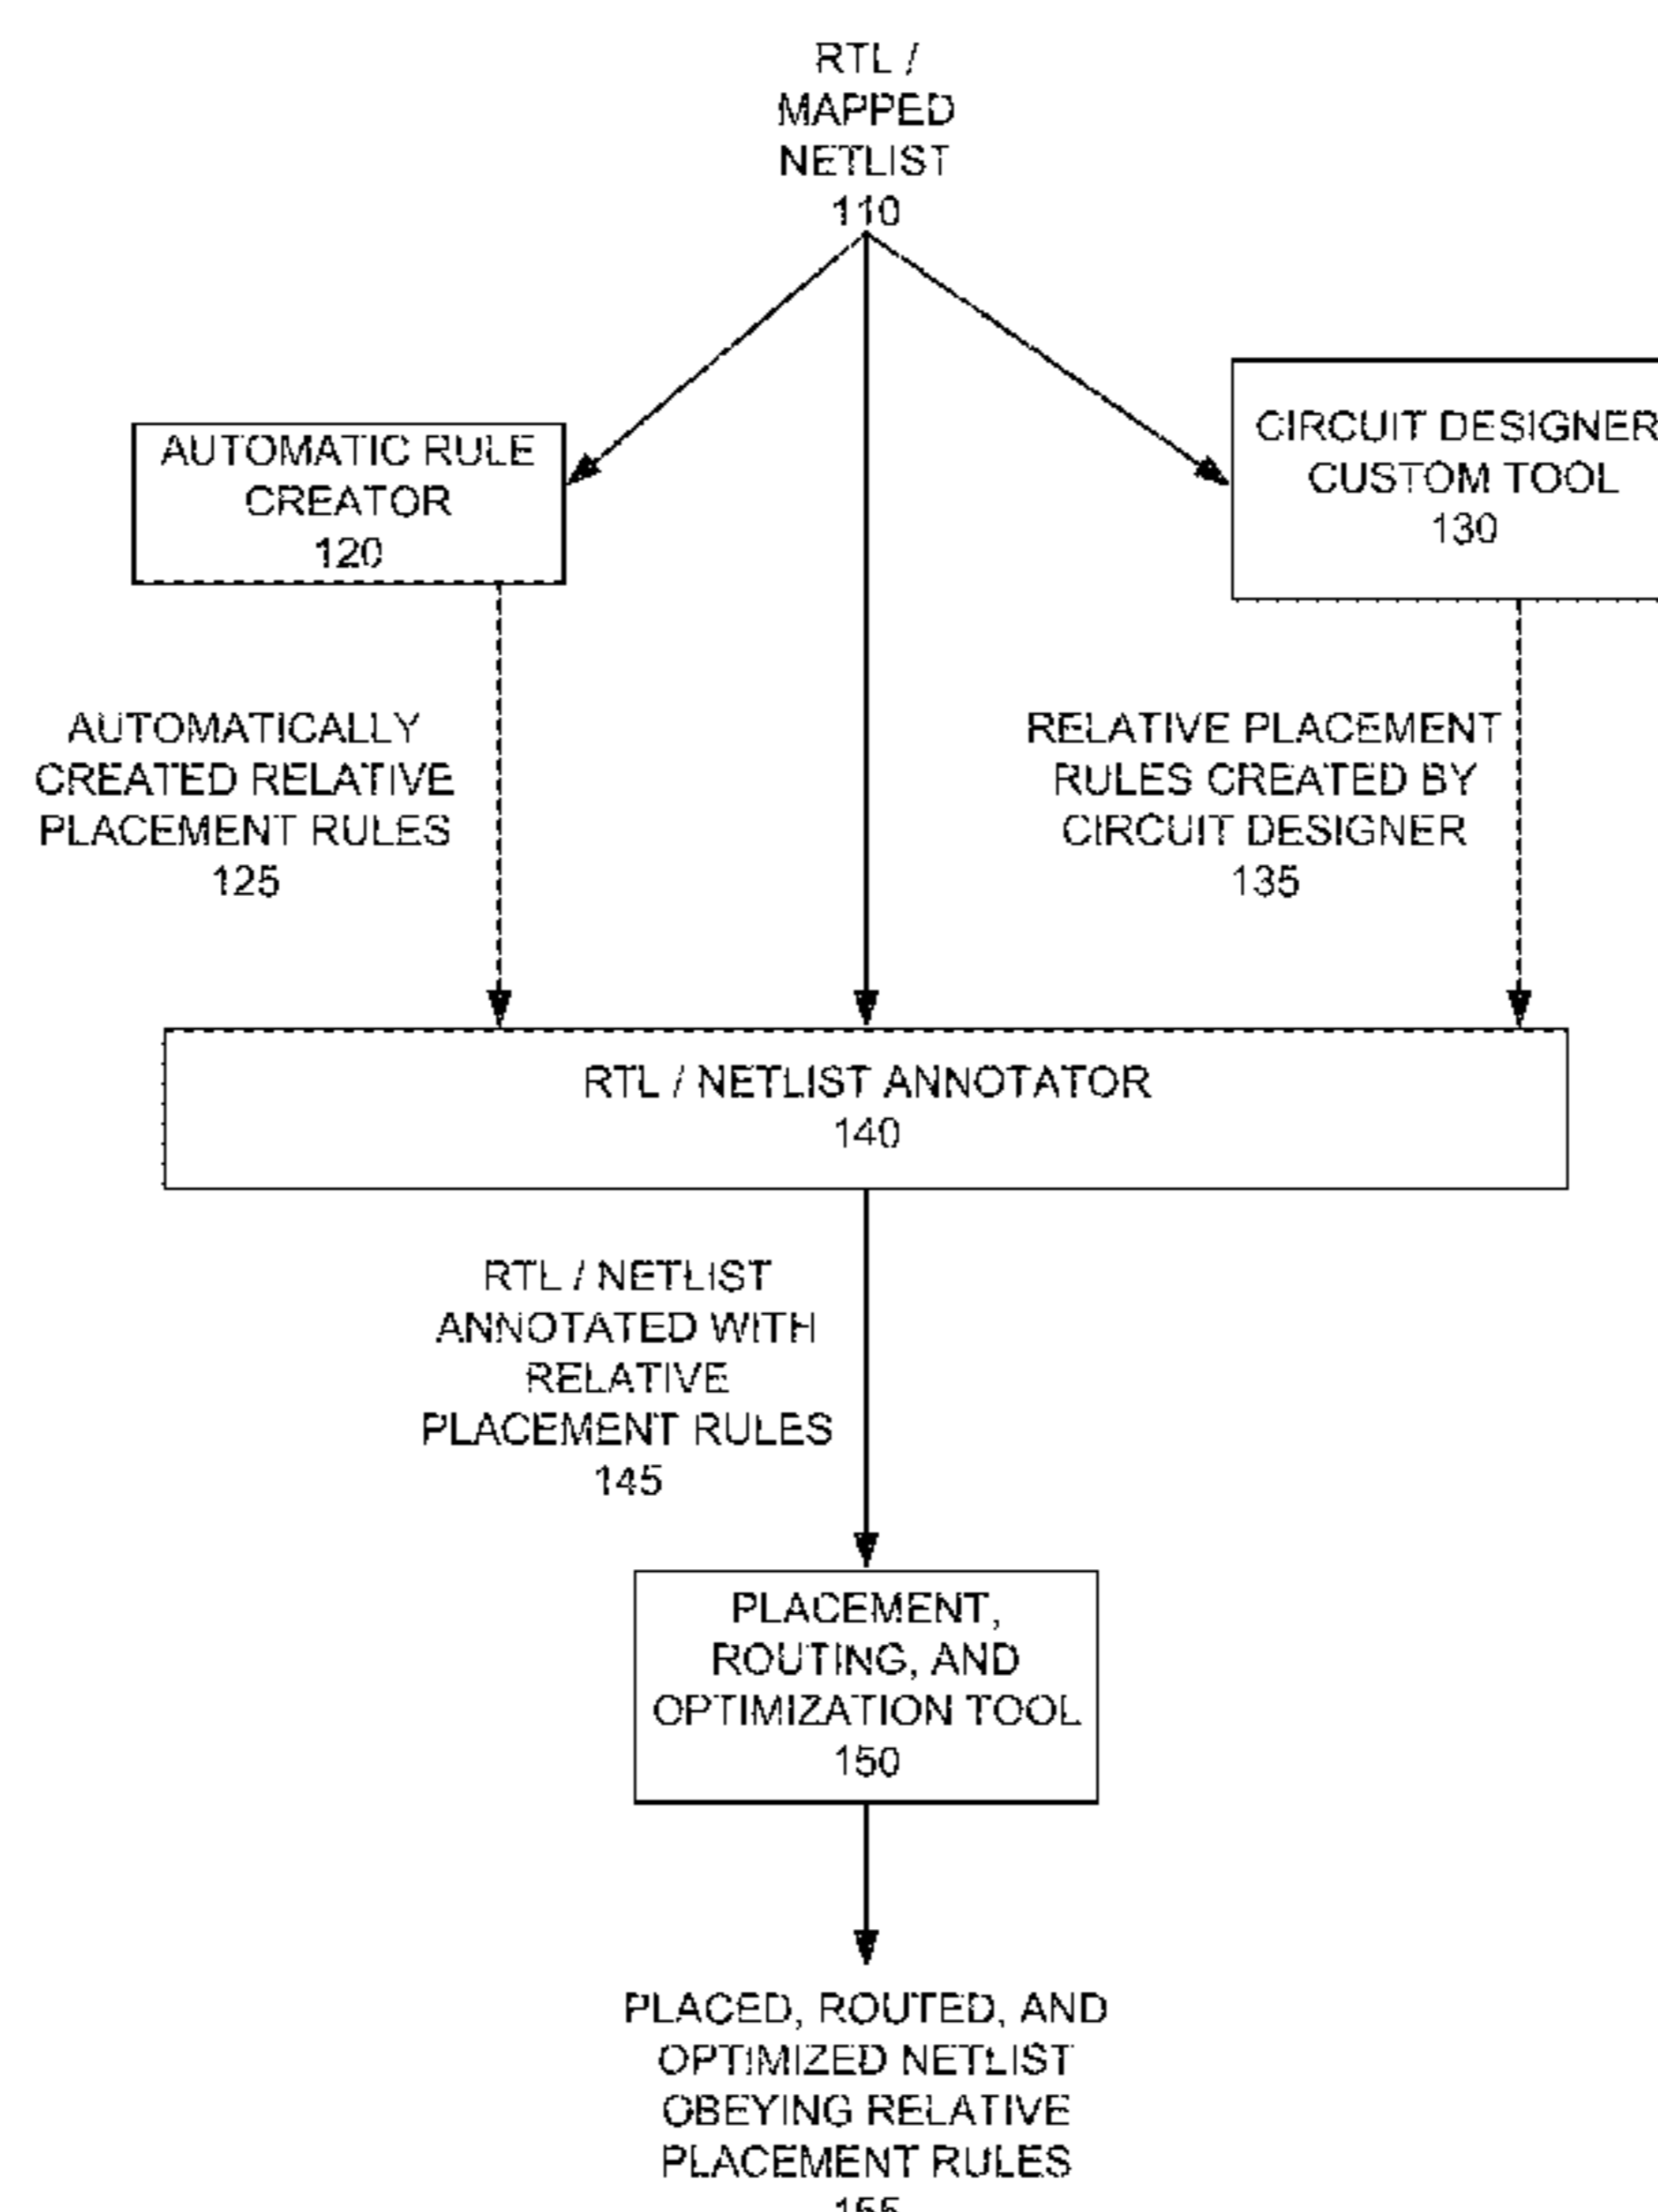 RTL /
MAPPED
NETLIST
110
AUTOMATIC RULE
CREATOR
120
CIRCUIT DESIGNER
CUSTOM TOOL
130
AUTOMATICALLY
CREATED RELATIVE
PLACEMENT RULES
125
RELATIVE PLACEMENT
RULES CREATED BY
CIRCUIT DESIGNER
135
RTL / NETLIST ANNOTATOR
140
RTL / NETLIST
ANNOTATED WITH
RELATIVE
PLACEMENT RULES
145
PLACEMENT,
ROUTING, AND
OPTIMIZATION TOOL
150
PLACED, ROUTED, AND
OPTIMIZED NETLIST
OBEYING RELATIVE
PLACEMENT RULES
155